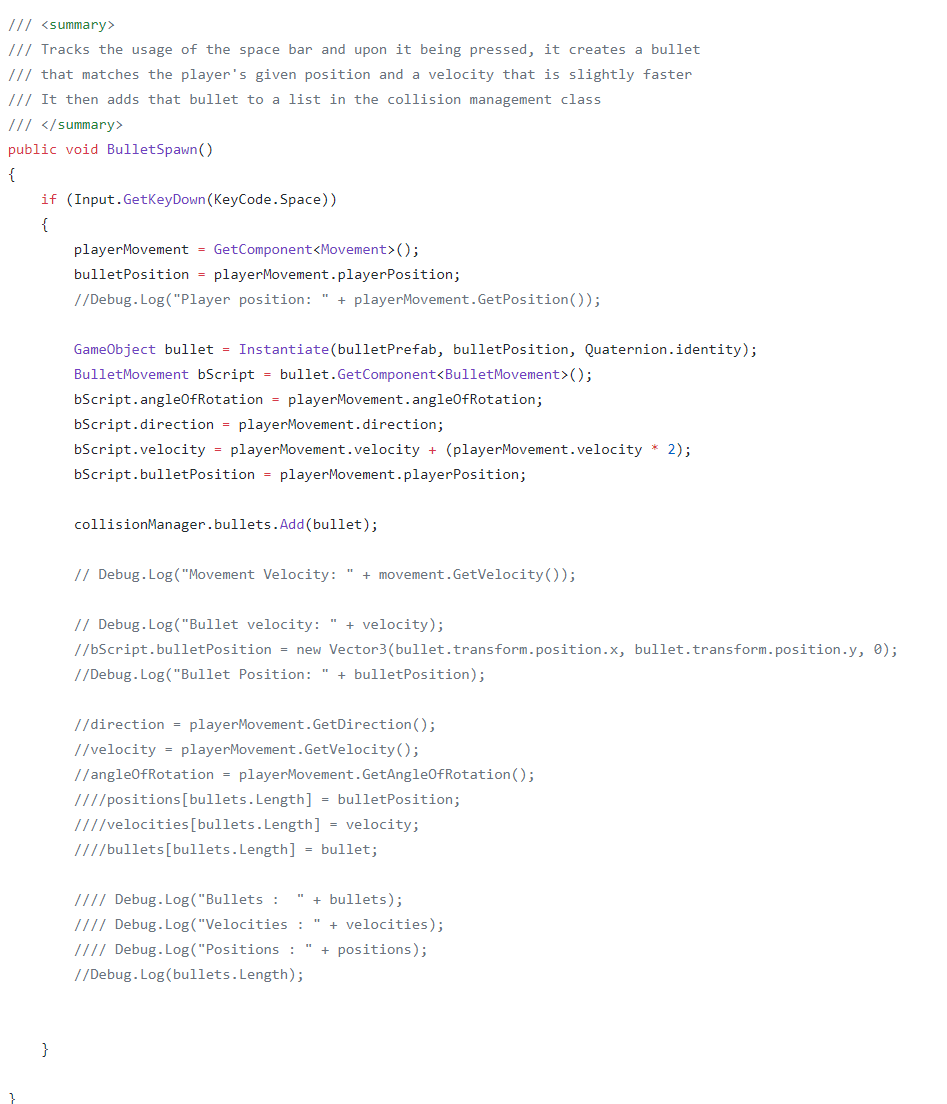 /// <summary>
/// Tracks the usage of the space bar and upon it being pressed, it creates a bullet
/// that matches the player's given position and a velocity that is slightly faster
/// It then adds that bullet to a list in the collision management class
/// </summary>
public void BulletSpawn()
{
    if (Input.GetKeyDown(KeyCode.Space))
    {
        playerMovement = GetComponent<Movement>();
        bulletPosition = playerMovement.playerPosition;
        //Debug.Log("Player position: " + playerMovement.GetPosition());

        GameObject bullet = Instantiate(bulletPrefab, bulletPosition, Quaternion.identity);
        BulletMovement bScript = bullet.GetComponent<BulletMovement>();
        bScript.angleOfRotation = playerMovement.angleOfRotation;
        bScript.direction = playerMovement.direction;
        bScript.velocity = playerMovement.velocity + (playerMovement.velocity * 2);
        bScript.bulletPosition = playerMovement.playerPosition;

        collisionManager.bullets.Add(bullet);

        // Debug.Log("Movement Velocity: " + movement.GetVelocity());

        // Debug.Log("Bullet velocity: " + velocity);
        //bScript.bulletPosition = new Vector3(bullet.transform.position.x, bullet.transform.position.y, 0);
        //Debug.Log("Bullet Position: " + bulletPosition);

        //direction = playerMovement.GetDirection();
        //velocity = playerMovement.GetVelocity();
        //angleOfRotation = playerMovement.GetAngleOfRotation();
        ////positions[bullets.Length] = bulletPosition;
        ////velocities[bullets.Length] = velocity;
        ////bullets[bullets.Length] = bullet;

        //// Debug.Log("Bullets :  " + bullets);
        //// Debug.Log("Velocities : " + velocities);
        //// Debug.Log("Positions : " + positions);
        //Debug.Log(bullets.Length);


    }

}